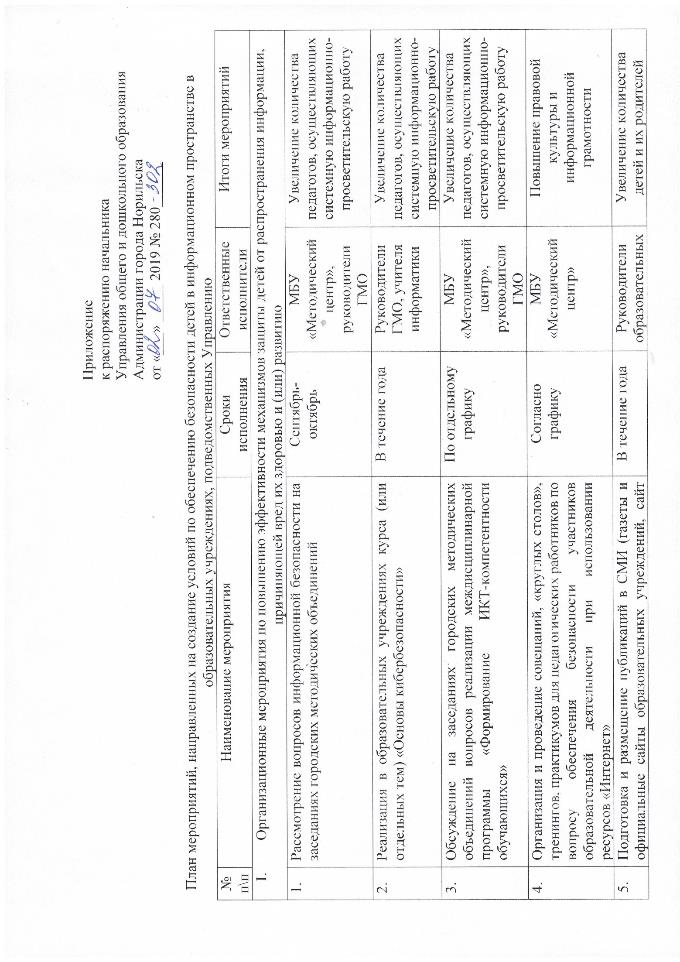 Приложение
к распоряжению начальника
Управления общего и дошкольного образования
Администрации города Норильска
от «02» 04 2019 № 280 -
План мероприятий, направленных на создание условий по обеспечению безопасности детей в информационном пространстве в
образовательных учреждениях, подведомственных Управлению
№
п\п
Наименование мероприятия
Сроки
исполнения
Ответственные
исполнители
Итоги мероприятий
I.
Организационные мероприятия по повышению эффективности механизмов защиты детей от распространения информации,
причиняющей вред их здоровью и (или) развитию
1.
Рассмотрение вопросов информационной безопасности на
заседаниях городских методических объединений
Сентябрь-
октябрь
МБУ
«Методический
центр»,
руководители
ГМО
Увеличение количества
педагогов, осуществляющих
системную информационно-
просветительскую работу
2.
Реализация в образовательных учреждениях курса (или
отдельных тем) «Основы кибербезопасности»
В течение года
Руководители
ГМО, учителя
информатики
Увеличение количества
педагогов, осуществляющих
системную информационно-
просветительскую работу
3.
Обсуждение на заседаниях городских методических
объединений вопросов реализации междисциплинарной
программы «Формирование ИКТ-компетентности
обучающихся»
По отдельному
графику
МБУ
«Методический
центр»,
руководители
ГМО
Увеличение количества
педагогов, осуществляющих
системную информационно-
просветительскую работу
4.
Организация и проведение совещаний, «круглых столов»,
тренингов, практикумов для педагогических работников по
вопросу обеспечения безопасности участников
образовательной деятельности при использовании
ресурсов «Интернет»
Согласно
графику
МБУ
«Методический
центр»
Повышение правовой
культуры и
информационной
грамотности
5.
Подготовка и размещение публикаций в СМИ (газеты и
официальные сайты образовательных учреждений, сайт
В течение года
Руководители
образовательных
Увеличение количества
детей и их родителей